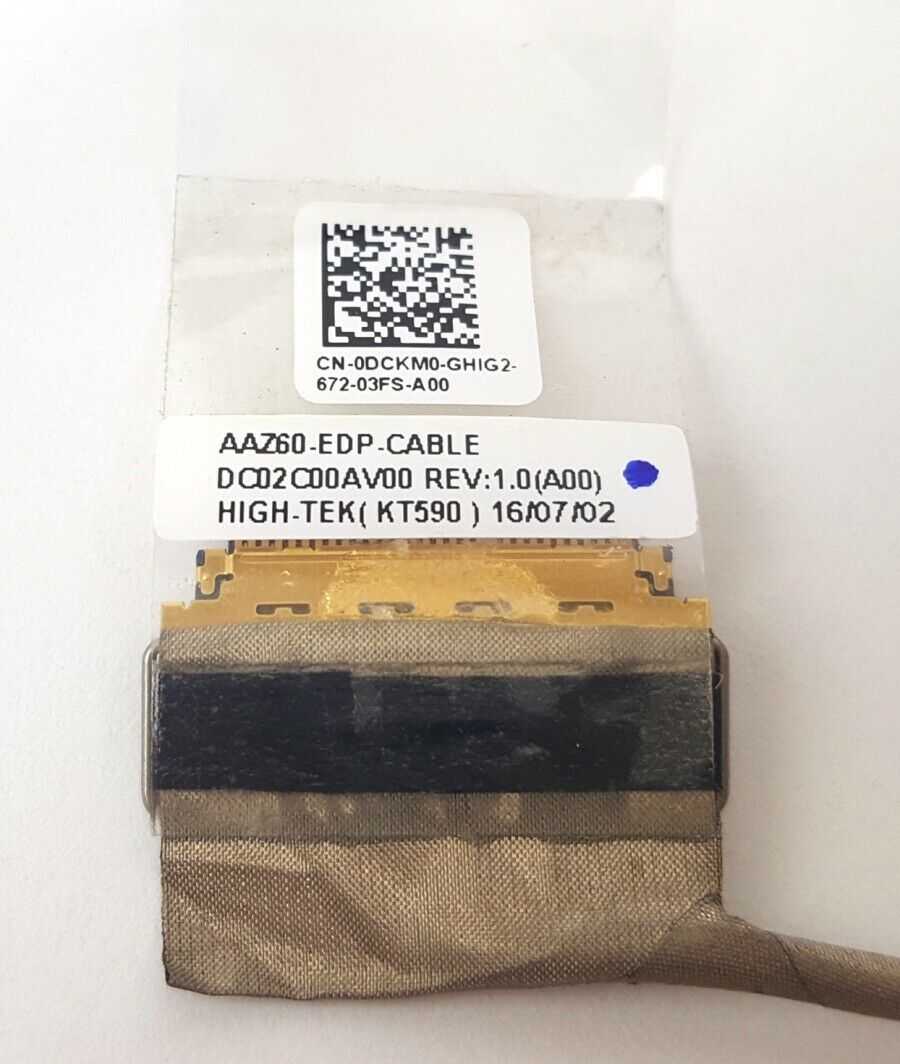 CN-0DCKM0-GHIG2-
672-03FS-A00
AAZ60-EDP-CABLE
DC02C00AV00 REV:1.0(A00)
HIGH-TEK( KT590 ) 16/07/02